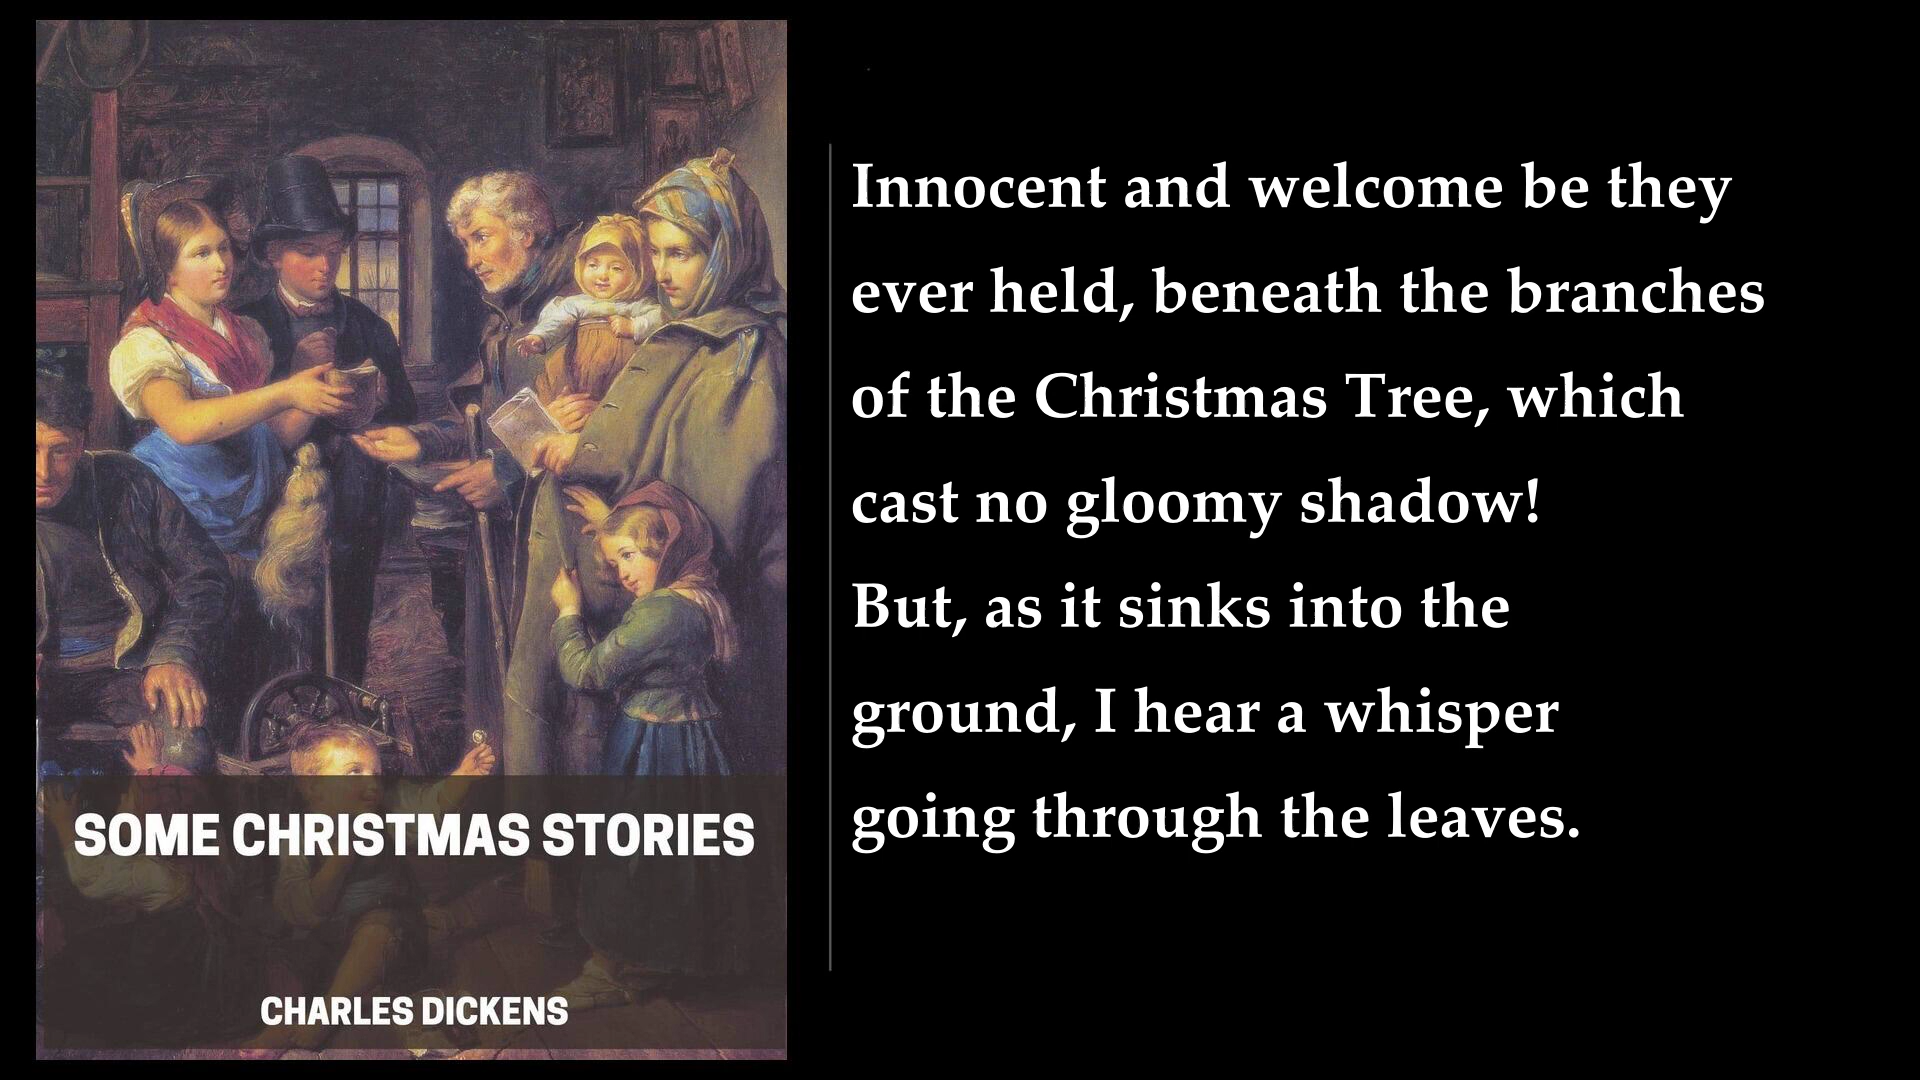 SOME CHRISTMAS STORIES
CHARLES DICKENS
Innocent and welcome be they
ever held, beneath the branches
of the Christmas Tree, which
cast no gloomy shadow!
But, as it sinks into the
ground, I hear a whisper
going through the leaves.